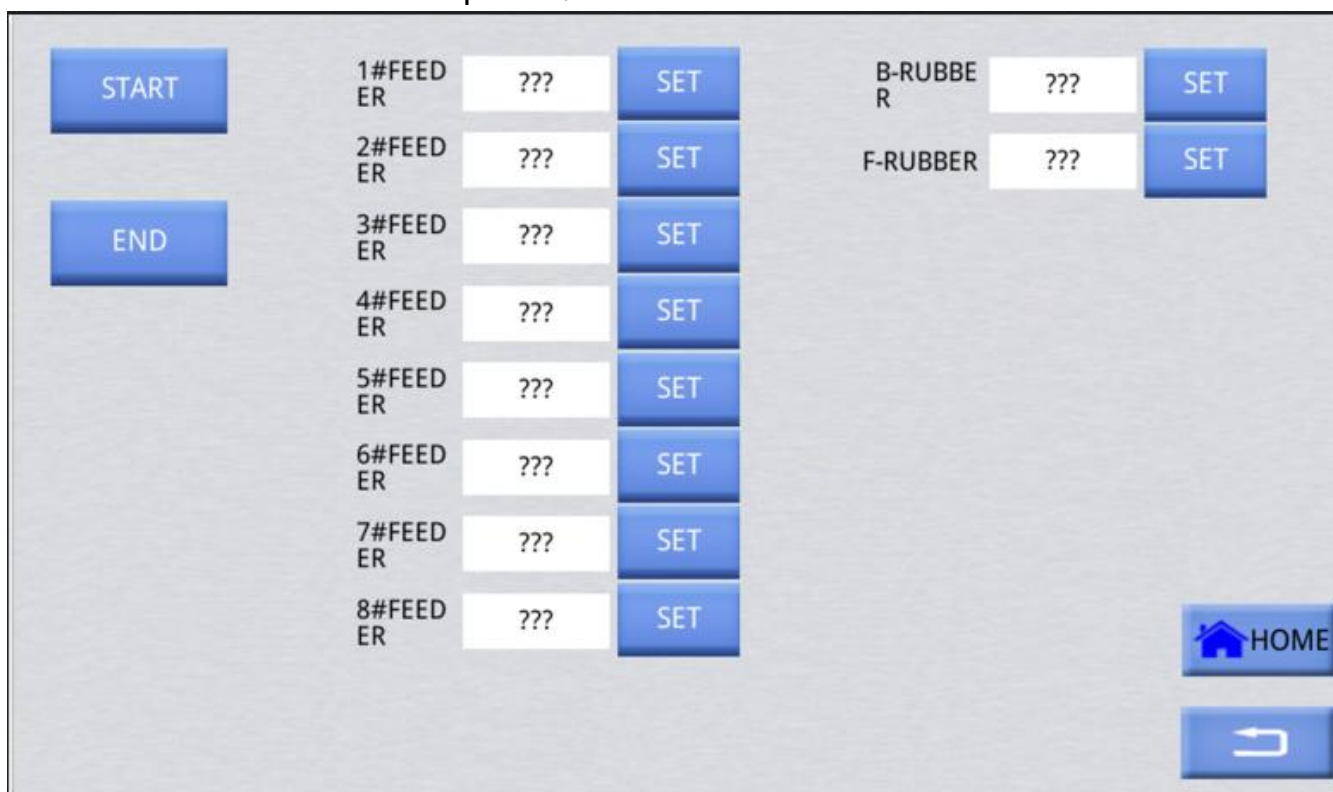 START
END
1#FEED
ER
???
SET
2#FEED
ER
???
SET
3#FEED
ER
???
SET
4#FEED
ER
???
SET
5#FEED
ER
???
SET
6#FEED
ER
???
SET
7#FEED
ER
???
SET
8#FEED
ER
???
SET
B-RUBBE
R
???
SET
F-RUBBER
???
SET
HOME